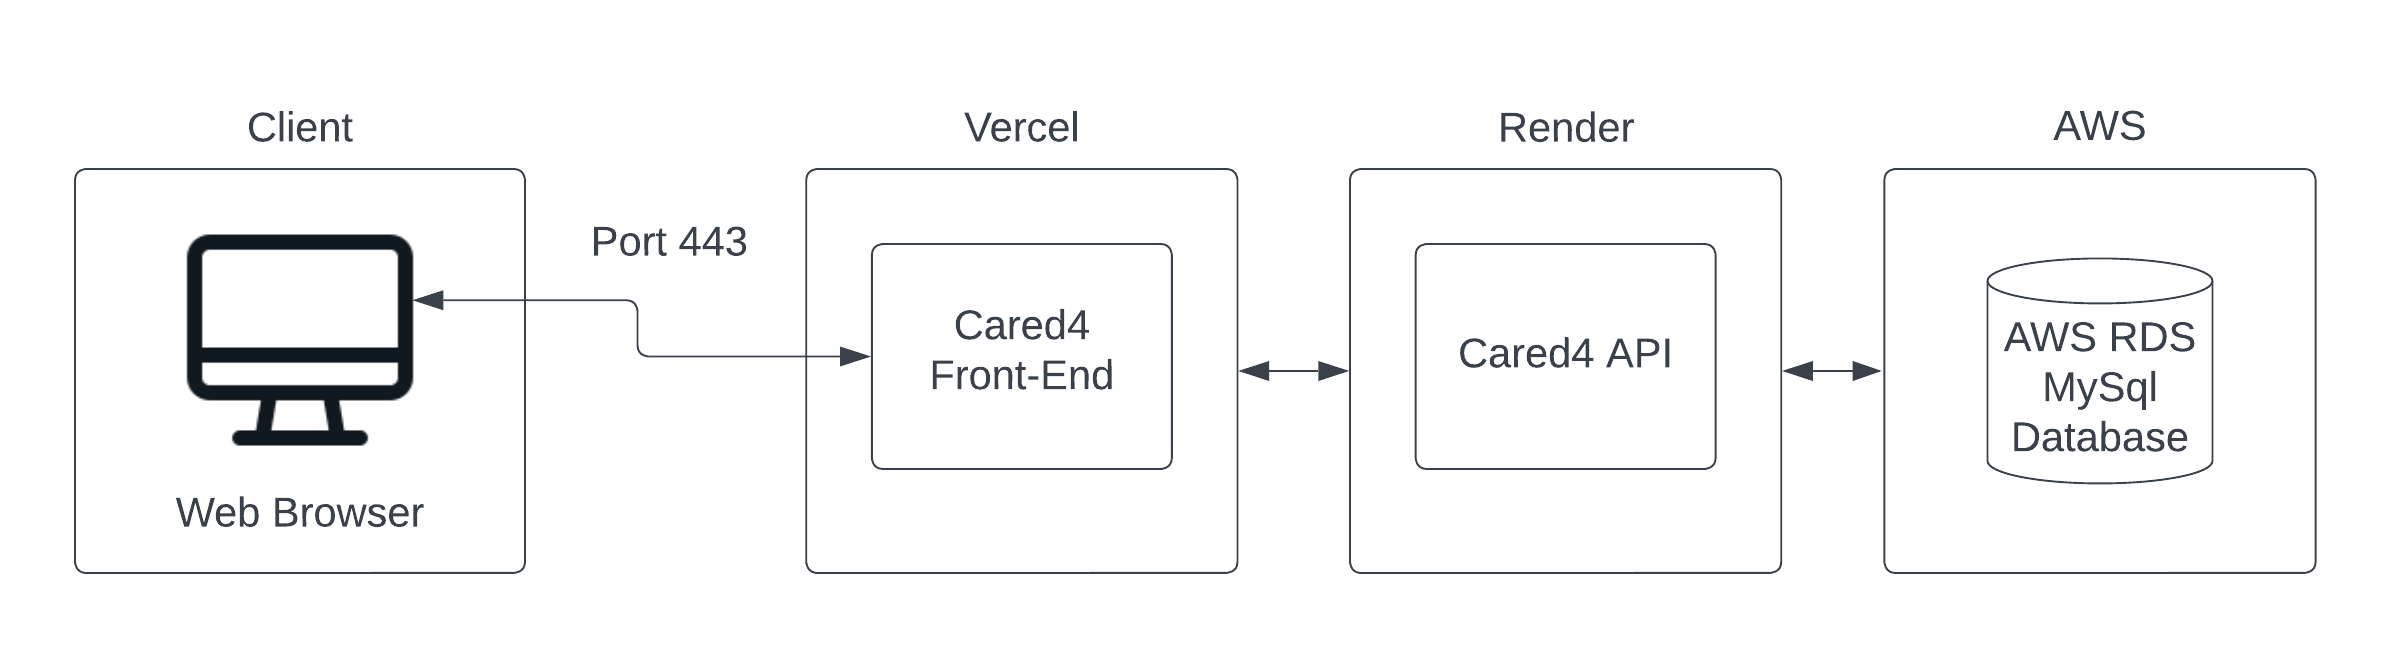 Client
Vercel
Render
AWS
Port 443
Web Browser
Cared4
Front-End
Cared4 API
AWS RDS
MySql
Database